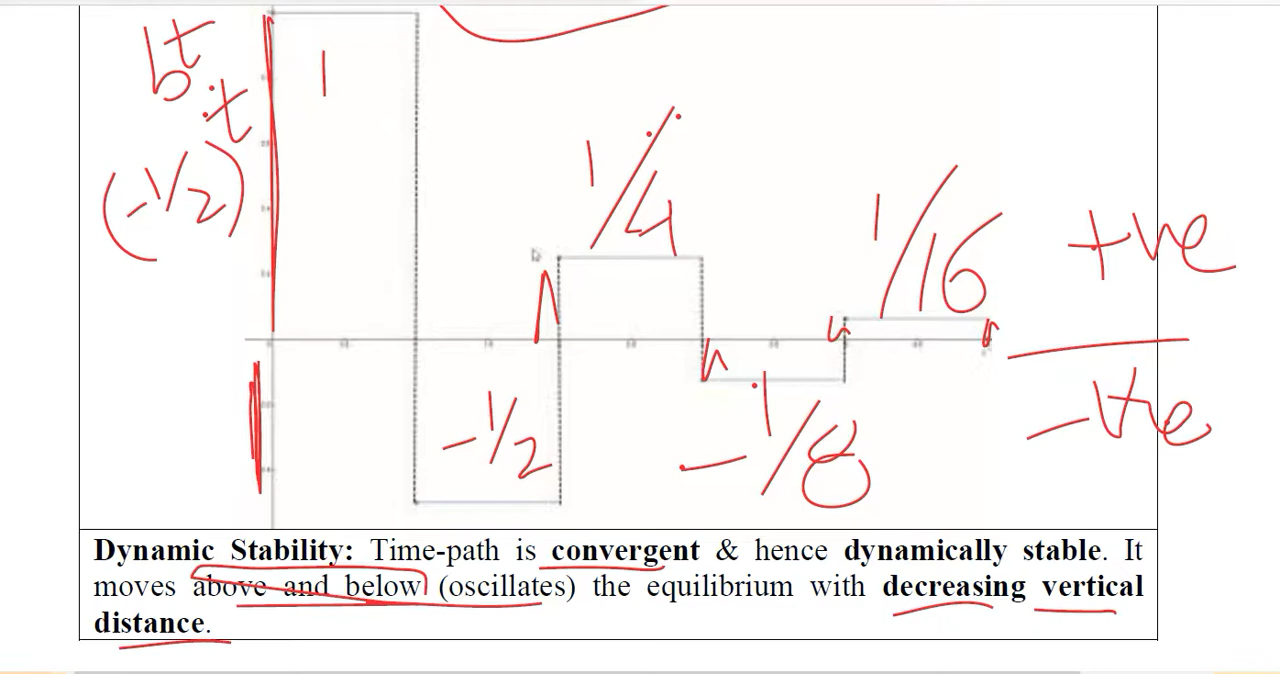 bt
t
(-1/2)
1
1/4
1/16
+ve
-ve
-1/2
-1/8
Dynamic Stability: Time-path is convergent & hence dynamically stable. It
moves above and below (oscillates) the equilibrium with decreasing vertical
distance.